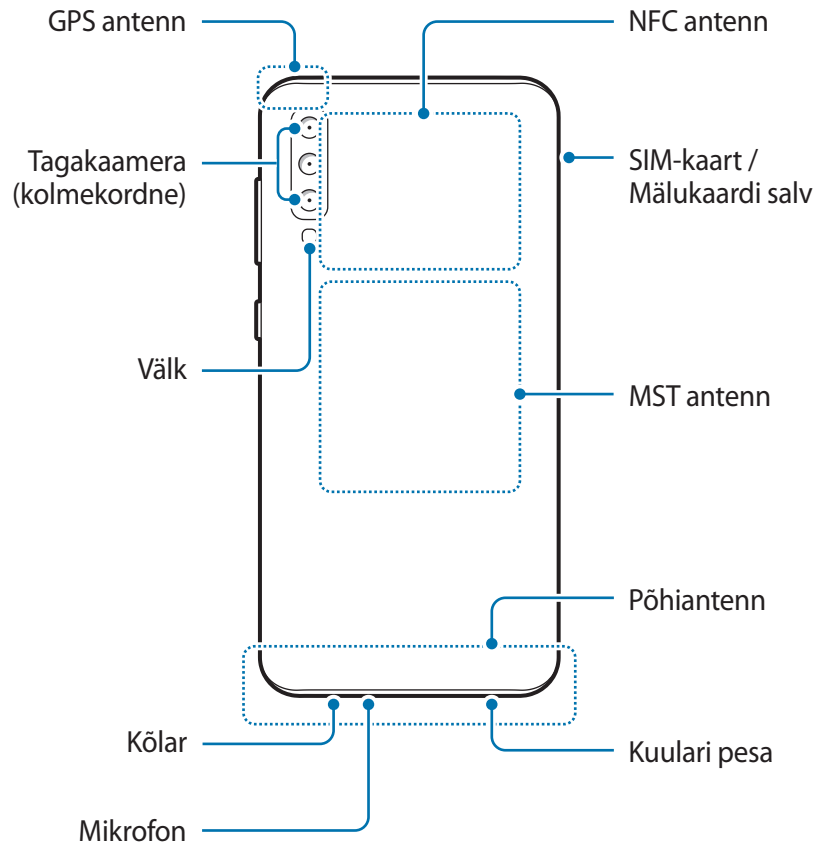 GPS antenn
NFC antenn
Tagakaamera
(kolmekordne)
SIM-kaart /
Mälukaardi salv
Välk
MST antenn
Põhiantenn
Kõlar
Kuulari pesa
Mikrofon